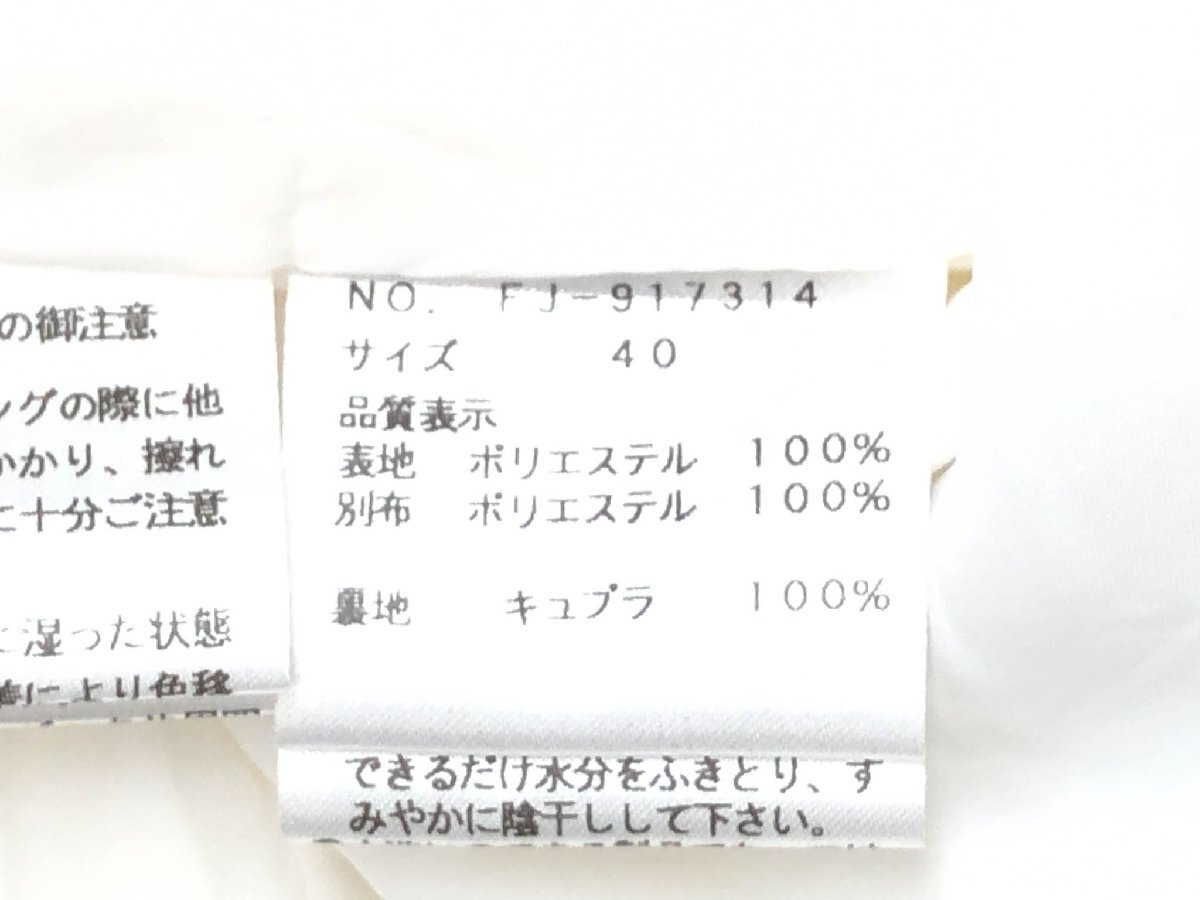 の御注意
ングの際に他
かかり、擦れ
に十分ご注意
に湿った状態
NO. FJ-917314
サイズ 40
品質表示
表地 ポリエステル 100%
別布 ポリエステル 100%
裏地 キュプラ 100%
できるだけ水分をふきとり、す
みやかに陰干しして下さい。